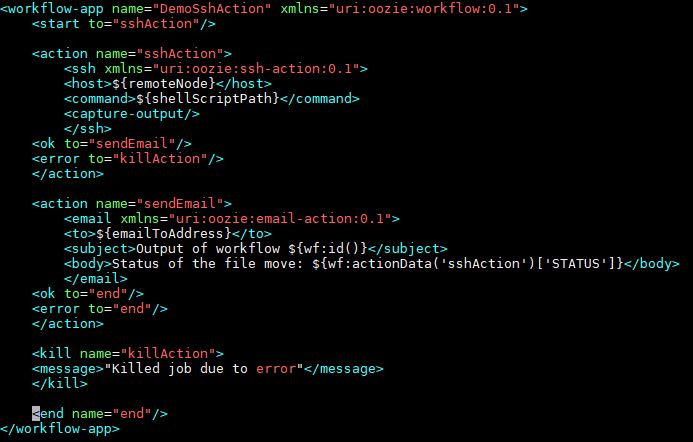 <workflow-app name="DemoSshAction" xmlns="uri:oozie:workflow:0.1">
    <start to="sshAction"/>

    <action name="sshAction">
        <ssh xmlns="uri:oozie:ssh-action:0.1">
        <host>${remoteNode}</host>
        <command>${shellScriptPath}</command>
        <capture-output/>
        </ssh>
    <ok to="sendEmail"/>
    <error to="killAction"/>
    </action>

    <action name="sendEmail">
        <email xmlns="uri:oozie:email-action:0.1">
        <to>${emailToAddress}</to>
        <subject>Output of workflow ${wf:id()}</subject>
        <body>Status of the file move: ${wf:actionData('sshAction')['STATUS']}</body>
        </email>
    <ok to="end"/>
    <error to="end"/>
    </action>

    <kill name="killAction">
    <message>"Killed job due to error"</message>
    </kill>

    <end name="end"/>
</workflow-app>